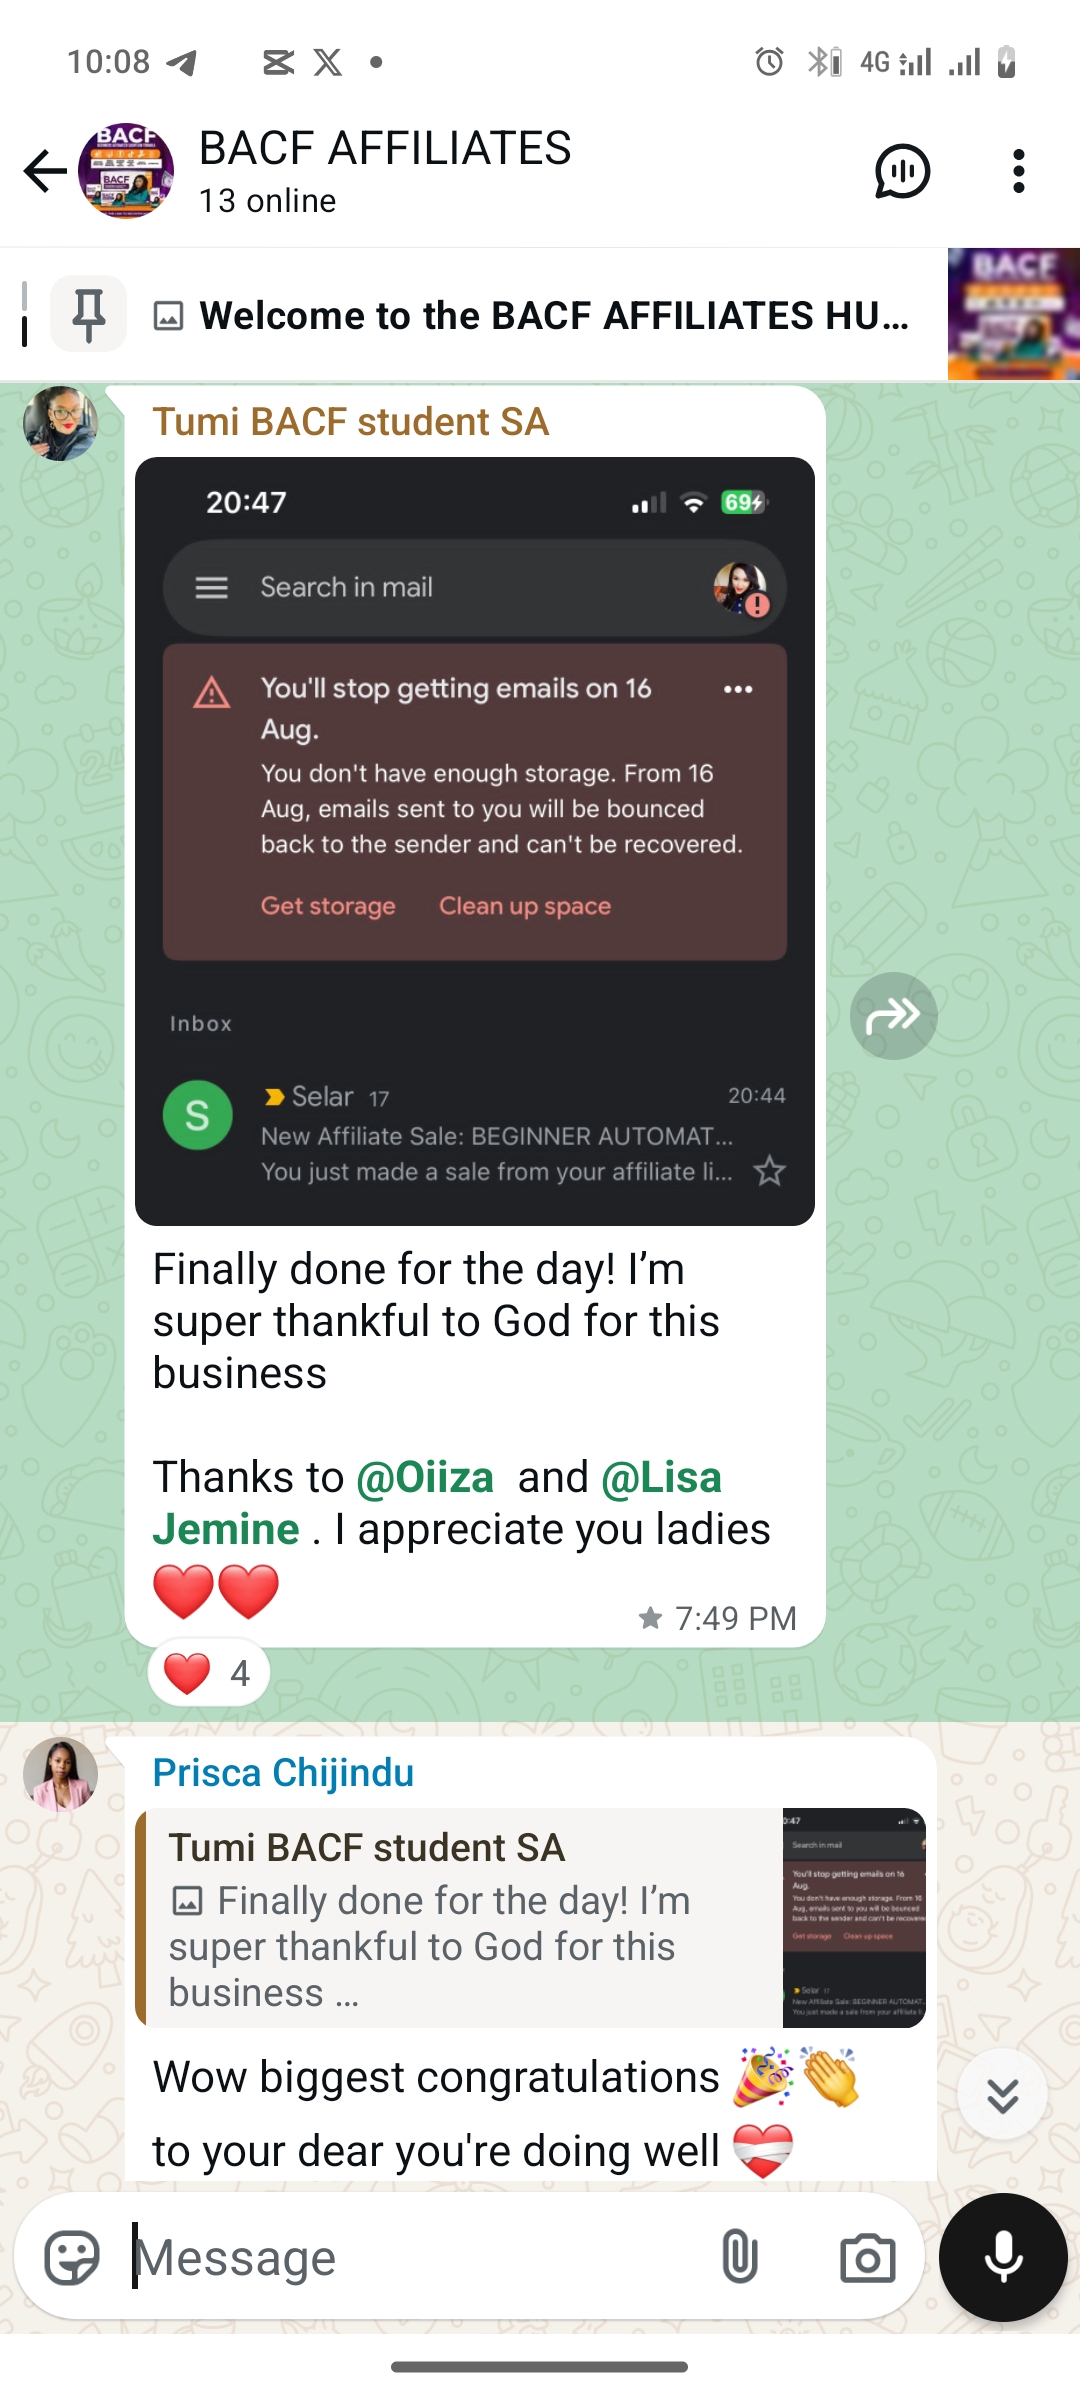 10:08
4G
BACF AFFILIATES
13 online
Welcome to the BACF AFFILIATES HU...
Tumi BACF student SA
20:47
69
Search in mail
You'll stop getting emails on 16
Aug.
You don't have enough storage. From 16
Aug, emails sent to you will be bounced
back to the sender and can't be recovered.
Get storage Clean up space
Inbox
S
Selar 17 20:44
New Affiliate Sale: BEGINNER AUTOMAT...
You just made a sale from your affiliate li...
Finally done for the day! I’m
super thankful to God for this
business
Thanks to @Oiiza and @Lisa
Jemine . I appreciate you ladies
❤️❤️
7:49 PM
❤️ 4
Prisca Chijindu
Tumi BACF student SA
Finally done for the day! I’m
super thankful to God for this
business ...
Wow biggest congratulations 🎉👏
to your dear you're doing well ❤️‍🩹
Message